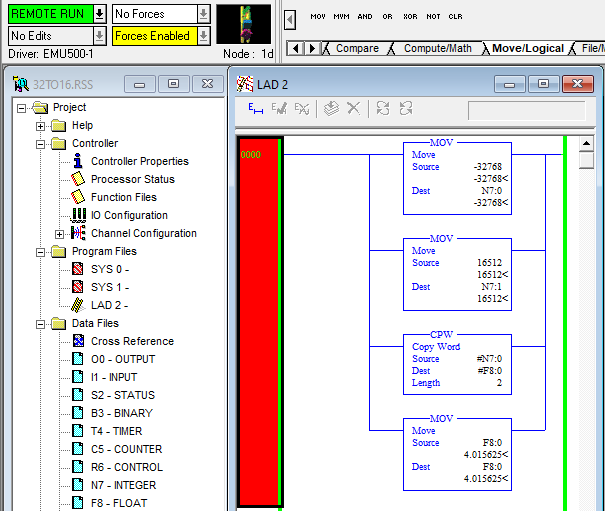 REMOTE RUN
No Forces
No Edits
Forces Enabled
Driver: EMU500-1
Node : 1d
MOV MVM AND OR XOR NOT CLR
Compare
Compute/Math
Move/Logical
File/M
32TO16.RSS
Project
Help
Controller
Controller Properties
Processor Status
Function Files
IO Configuration
Channel Configuration
Program Files
SYS 0 -
SYS 1 -
LAD 2 -
Data Files
Cross Reference
O0 - OUTPUT
I1 - INPUT
S2 - STATUS
B3 - BINARY
T4 - TIMER
C5 - COUNTER
R6 - CONTROL
N7 - INTEGER
F8 - FLOAT
LAD 2
0000
MOV
Move
Source -32768
-32768<
Dest N7:0
-32768<
MOV
Move
Source 16512
16512<
Dest N7:1
16512<
CPW
Copy Word
Source #N7:0
Dest #F8:0
Length 2
MOV
Move
Source F8:0
4.015625<
Dest F8:0
4.015625<